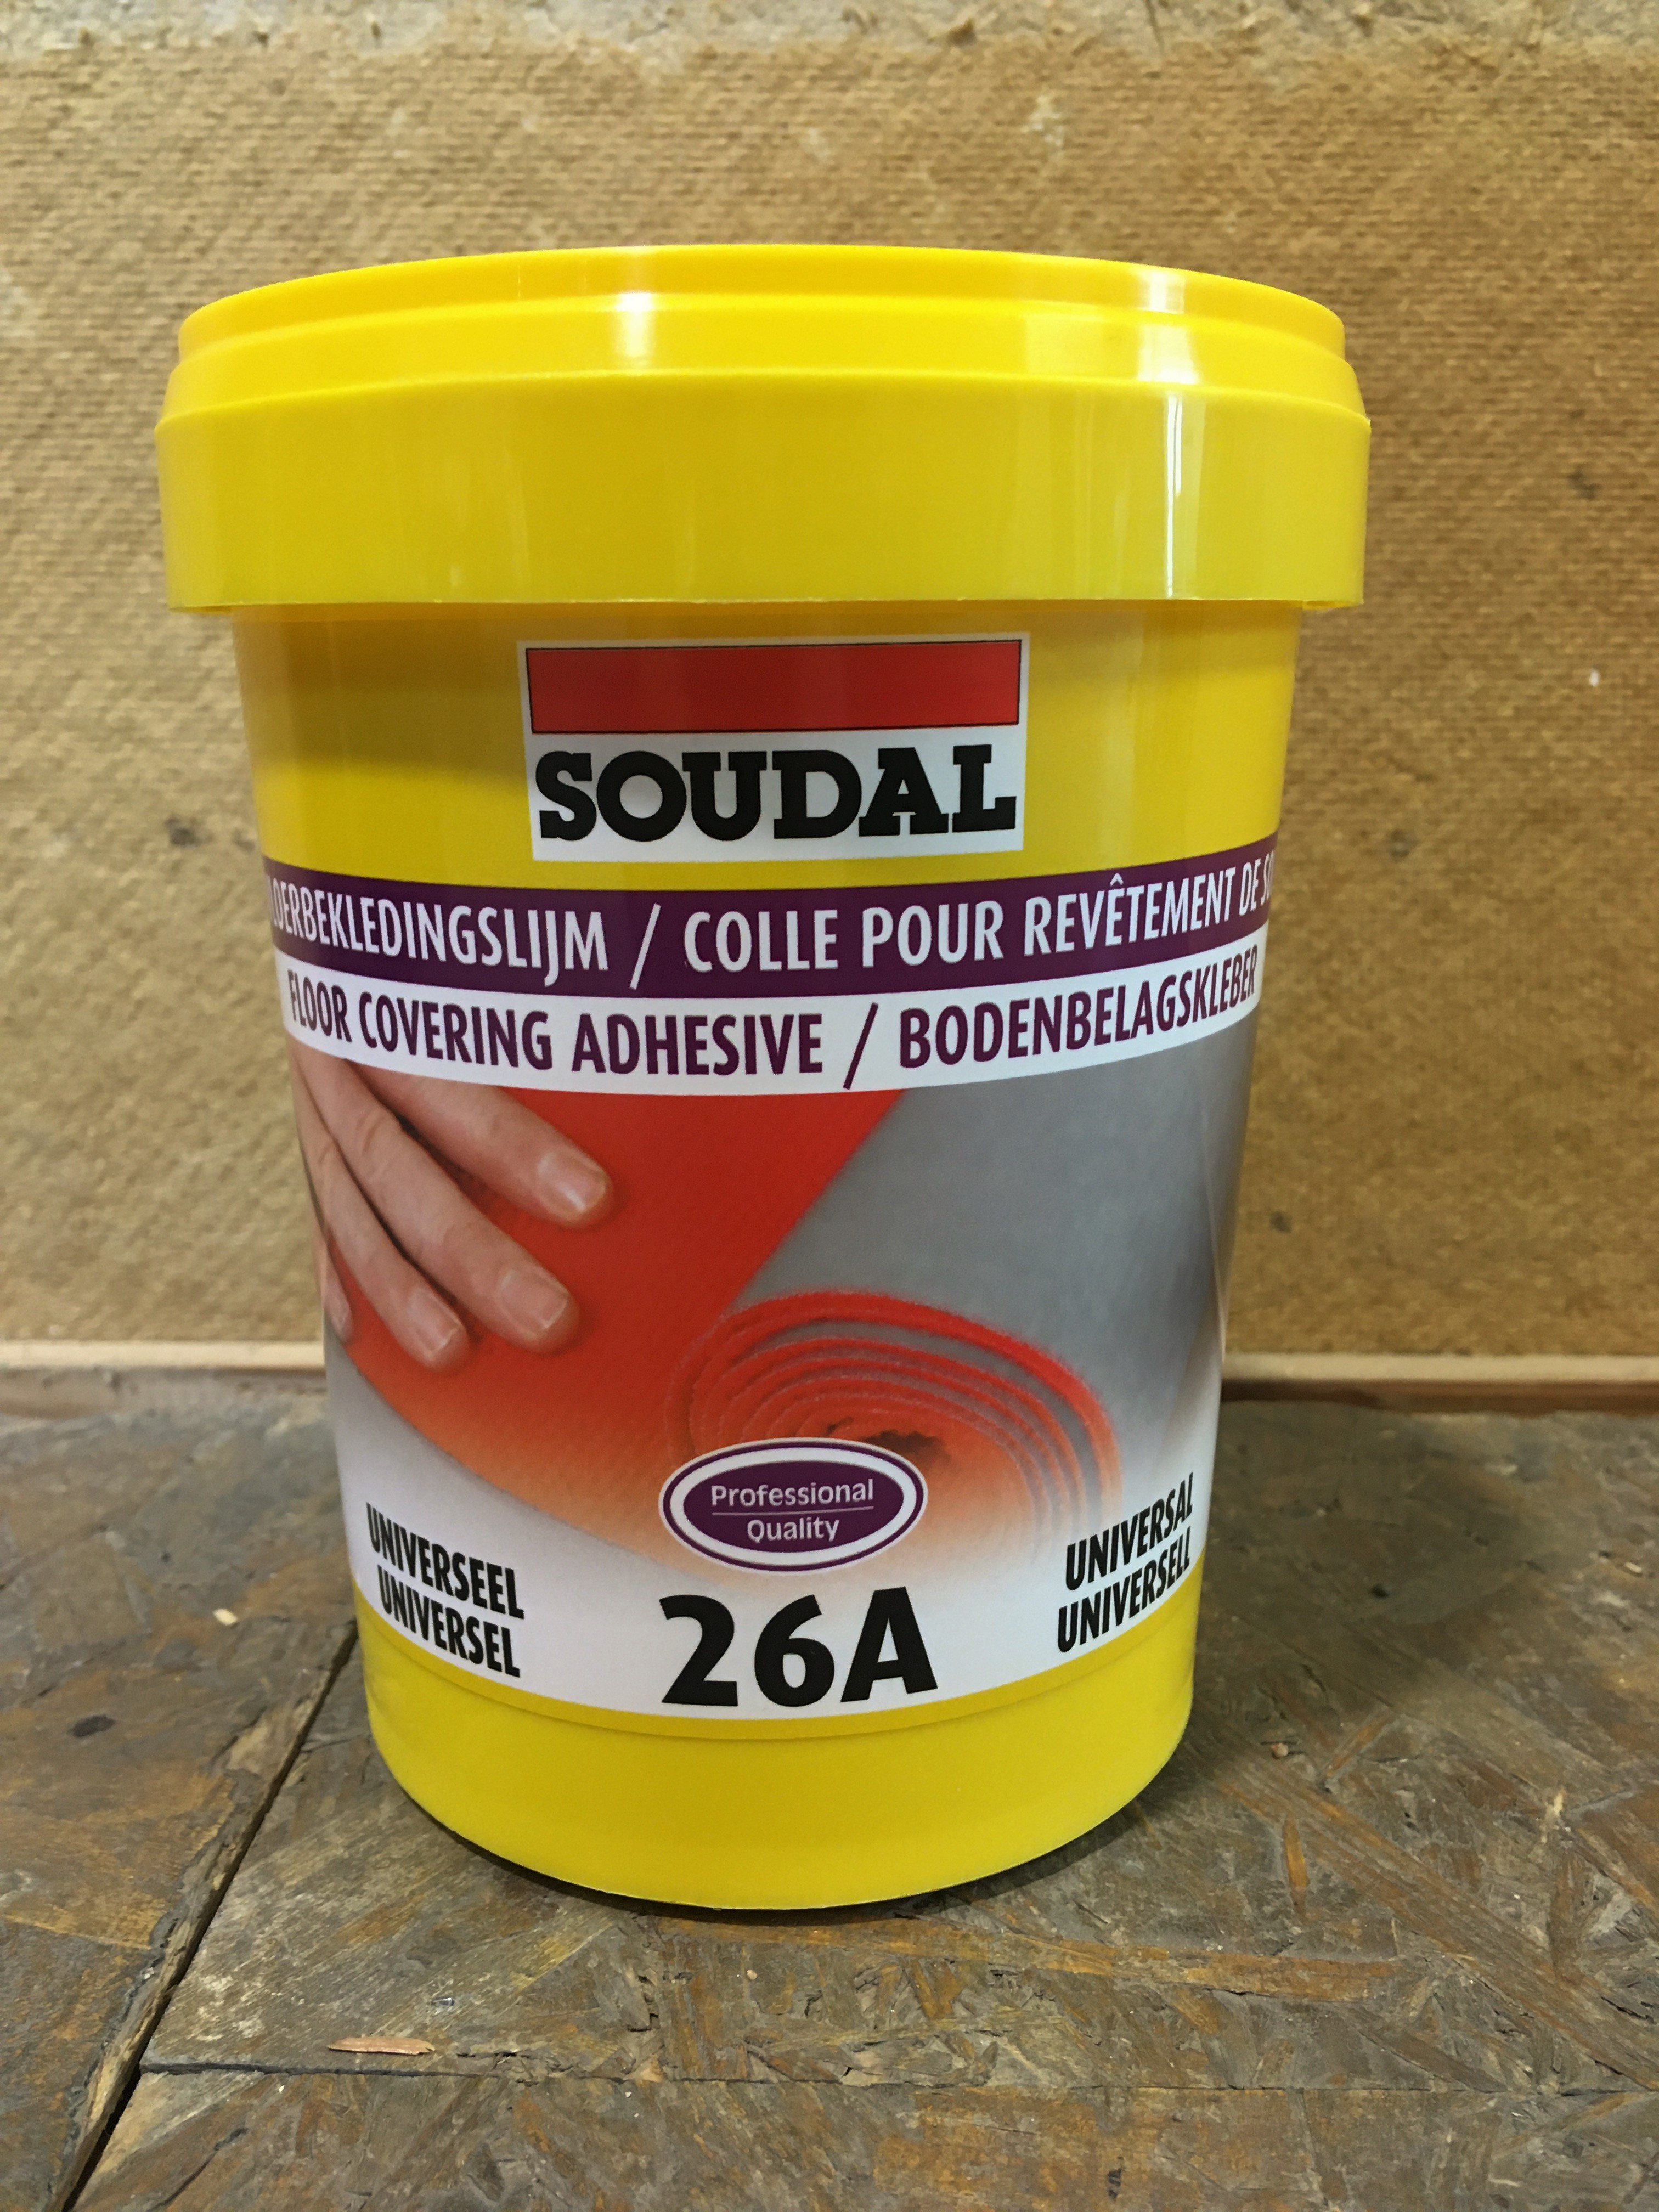 SOUDAL
LOERBEKLEDINGSLIJM / COLLE POUR REVÊTEMENT DE
FLOOR COVERING ADHESIVE / BODENBELAGSKLEBER
Professional
Quality
UNIVERSEEL
UNIVERSEL
26A
UNIVERSAL
UNIVERSELL